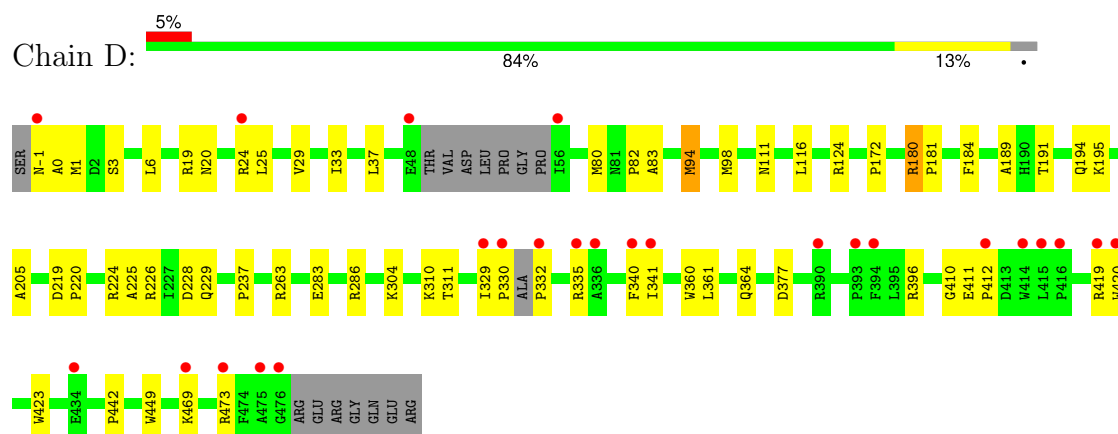 5%
Chain D:
84% 13% •
SER N-1 A0 M1 D2 S3 L6 R19 N20 R24 L25 V29 I33 L37 E48 THR VAL ASP LEU PRO GLY PRO I56 M80 N81 P82 A83 M94 M98 N111 L116 R124 P172 R180 P181 F184 A189 H190 T191 Q194 K195
A205 D219 P220 R224 A225 R226 I227 D228 Q229 P237 R263 E283 R286 K304 K310 T311 I329 P330 ALA P332 R335 A336 F340 I341 W360 L361 Q364 D377 R390 P393 F394 L395 R396 G410 E411 P412 D413 W414 L415 P416 R419 W420
W423 E434 P442 W449 K469 R473 F474 A475 G476 ARG GLU ARG GLY GLN GLU ARG